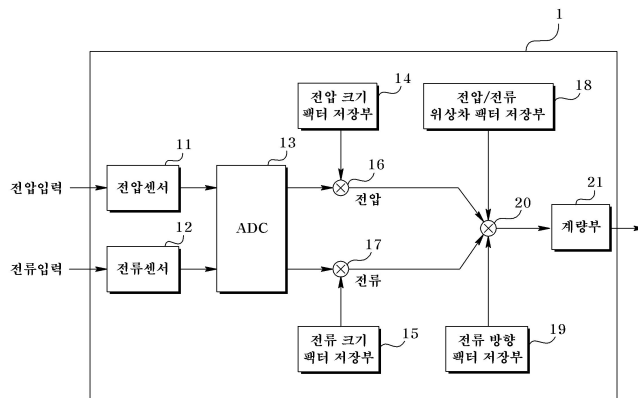 1
14
전압 크기
팩터 저장부
전압/전류
위상차 팩터 저장부
18
11
13
16
전압입력
전압센서
전압
ADC
20
21
계량부
12
17
전류입력
전류센서
전류
전류 크기
팩터 저장부
15
전류 방향
팩터 저장부
19